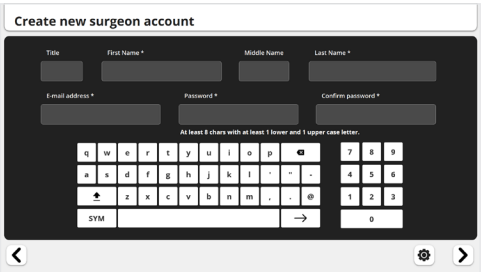 Create new surgeon account
Title First Name * Middle Name Last Name *
E-mail address * Password * Confirm password *
At least 8 chars with at least 1 lower and 1 upper case letter.
q w e r t y u i o p 7 8 9
a s d f g h j k l ' " - 4 5 6
z x c v b n m , . @ 1 2 3
SYM 0